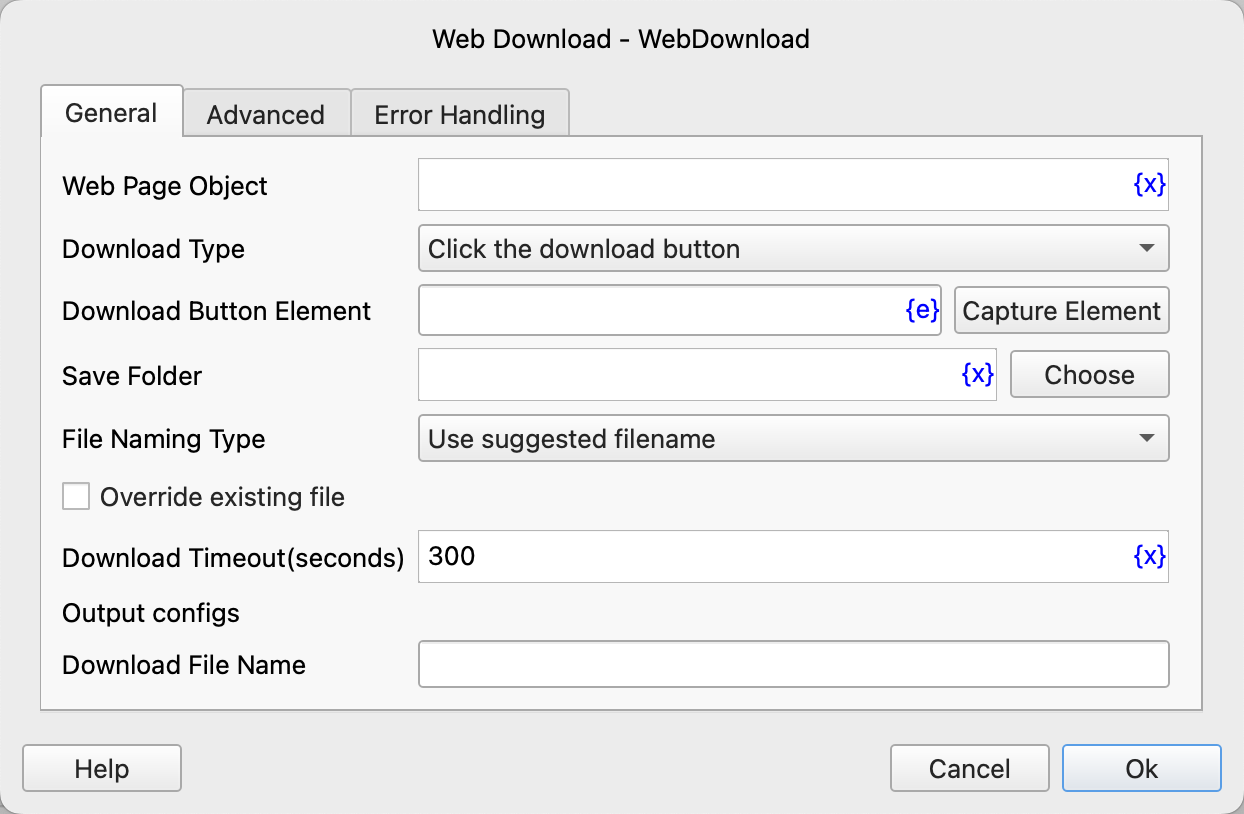 Web Download - WebDownload
General Advanced Error Handling
Web Page Object {x}
Download Type Click the download button
Download Button Element {e} Capture Element
Save Folder {x} Choose
File Naming Type Use suggested filename
Override existing file
Download Timeout(seconds) 300 {x}
Output configs
Download File Name
Help Cancel Ok